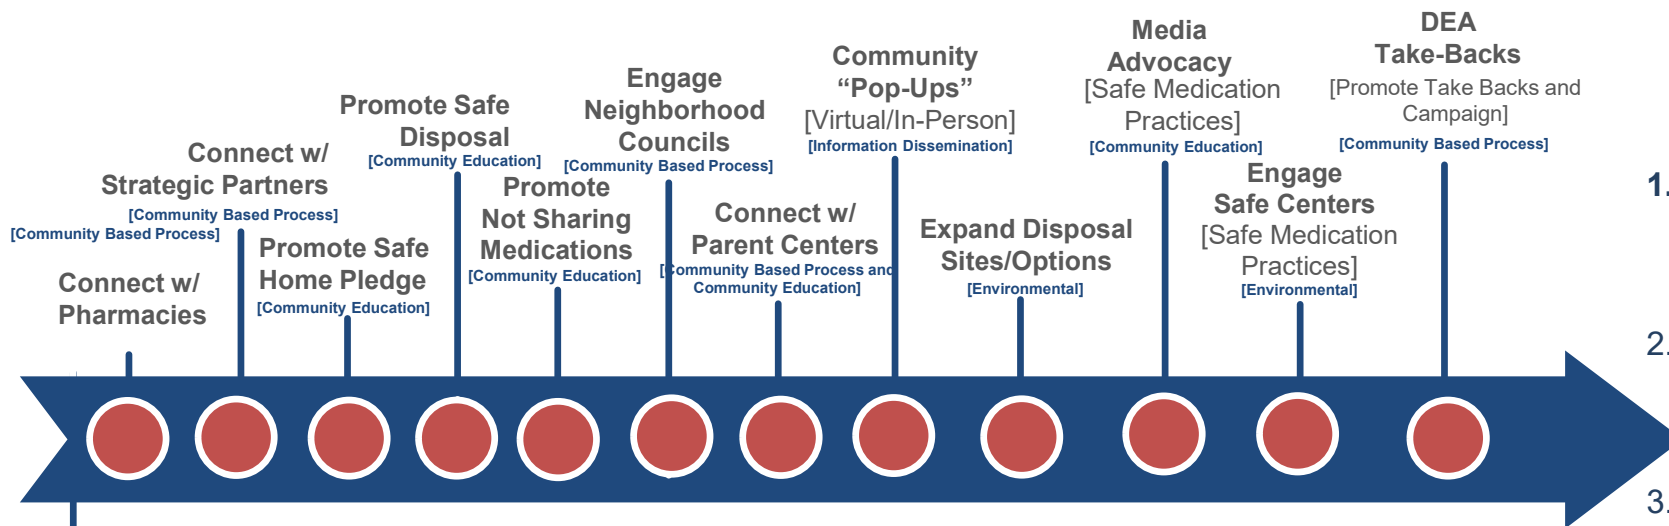 [Community Based Process]
Connect w/
Pharmacies
Connect w/
Strategic Partners
[Community Based Process]
Promote Safe
Home Pledge
[Community Education]
Promote Safe
Disposal
[Community Education]
Promote
Not Sharing
Medications
[Community Education]
Engage
Neighborhood
Councils
[Community Based Process]
Connect w/
Parent Centers
[Community Based Process and
Community Education]
Community
“Pop-Ups”
[Virtual/In-Person]
[Information Dissemination]
Expand Disposal
Sites/Options
[Environmental]
Media
Advocacy
[Safe Medication
Practices]
[Community Education]
Engage
Safe Centers
[Safe Medication
Practices]
[Environmental]
DEA
Take-Backs
[Promote Take Backs and
Campaign]
[Community Based Process]
1.
2.
3.